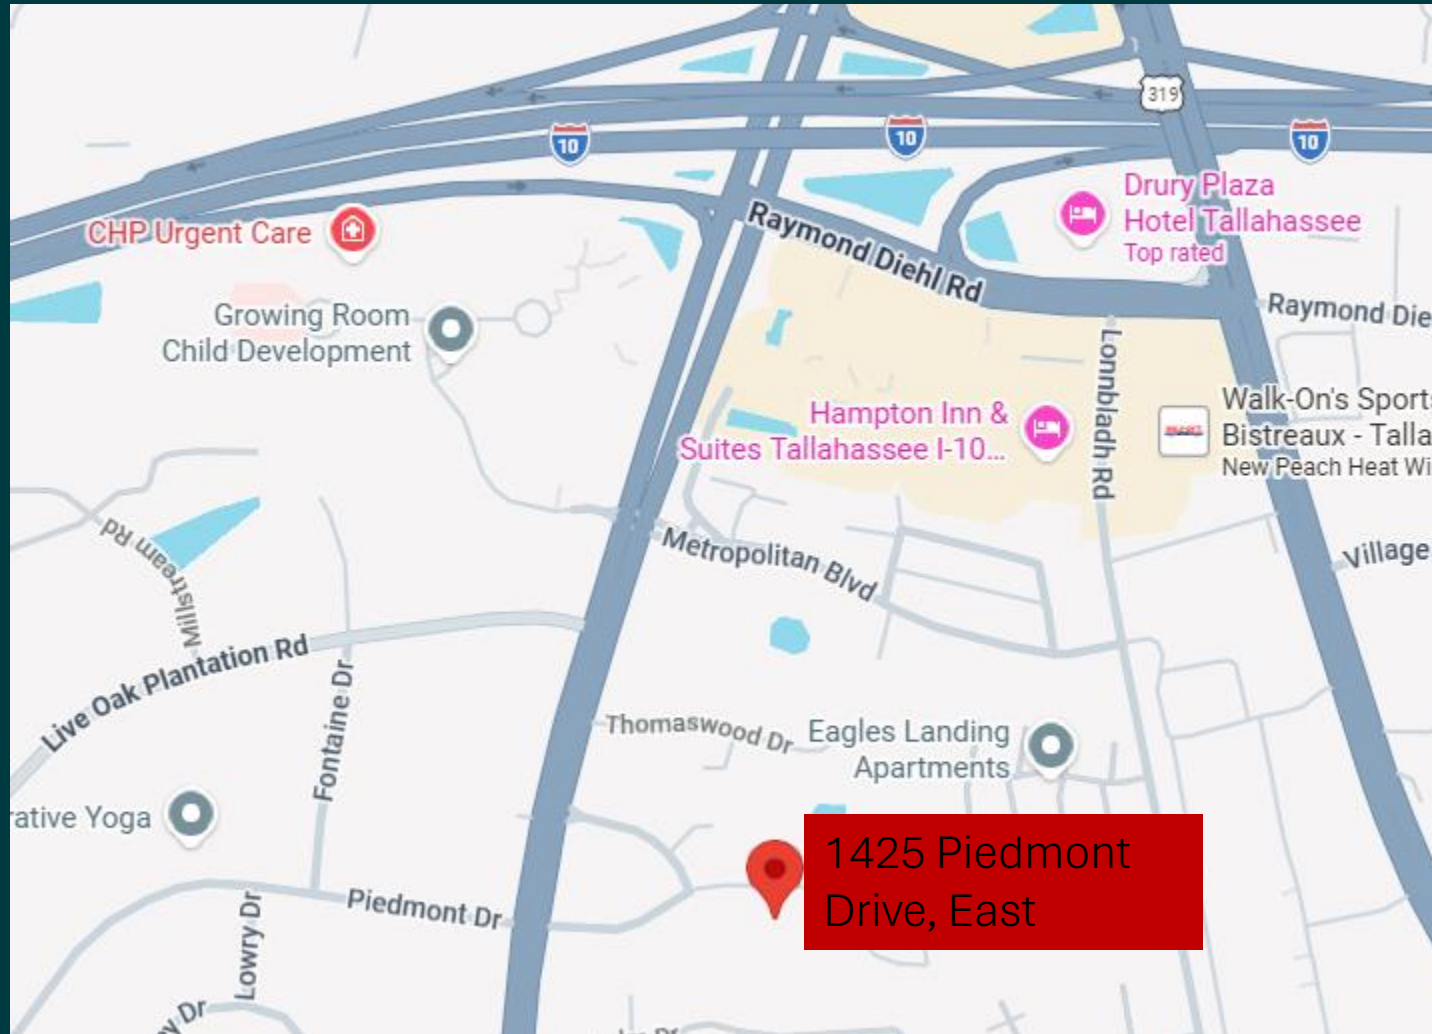 319
10
10
10
Drury Plaza
Hotel Tallahassee
Top rated
CHP Urgent Care
Raymond Diehl Rd
Raymond Die
Growing Room
Child Development
Lonnbladh Rd
Walk-On's Sports
Bistreaux - Talla
New Peach Heat Wi
Hampton Inn &
Suites Tallahassee I-10...
Millstream Rd
Metropolitan Blvd
Village
Live Oak Plantation Rd
Fontaine Dr
Thomaswood Dr
Eagles Landing
Apartments
rative Yoga
1425 Piedmont
Drive, East
Piedmont Dr
Lowry Dr
y Dr